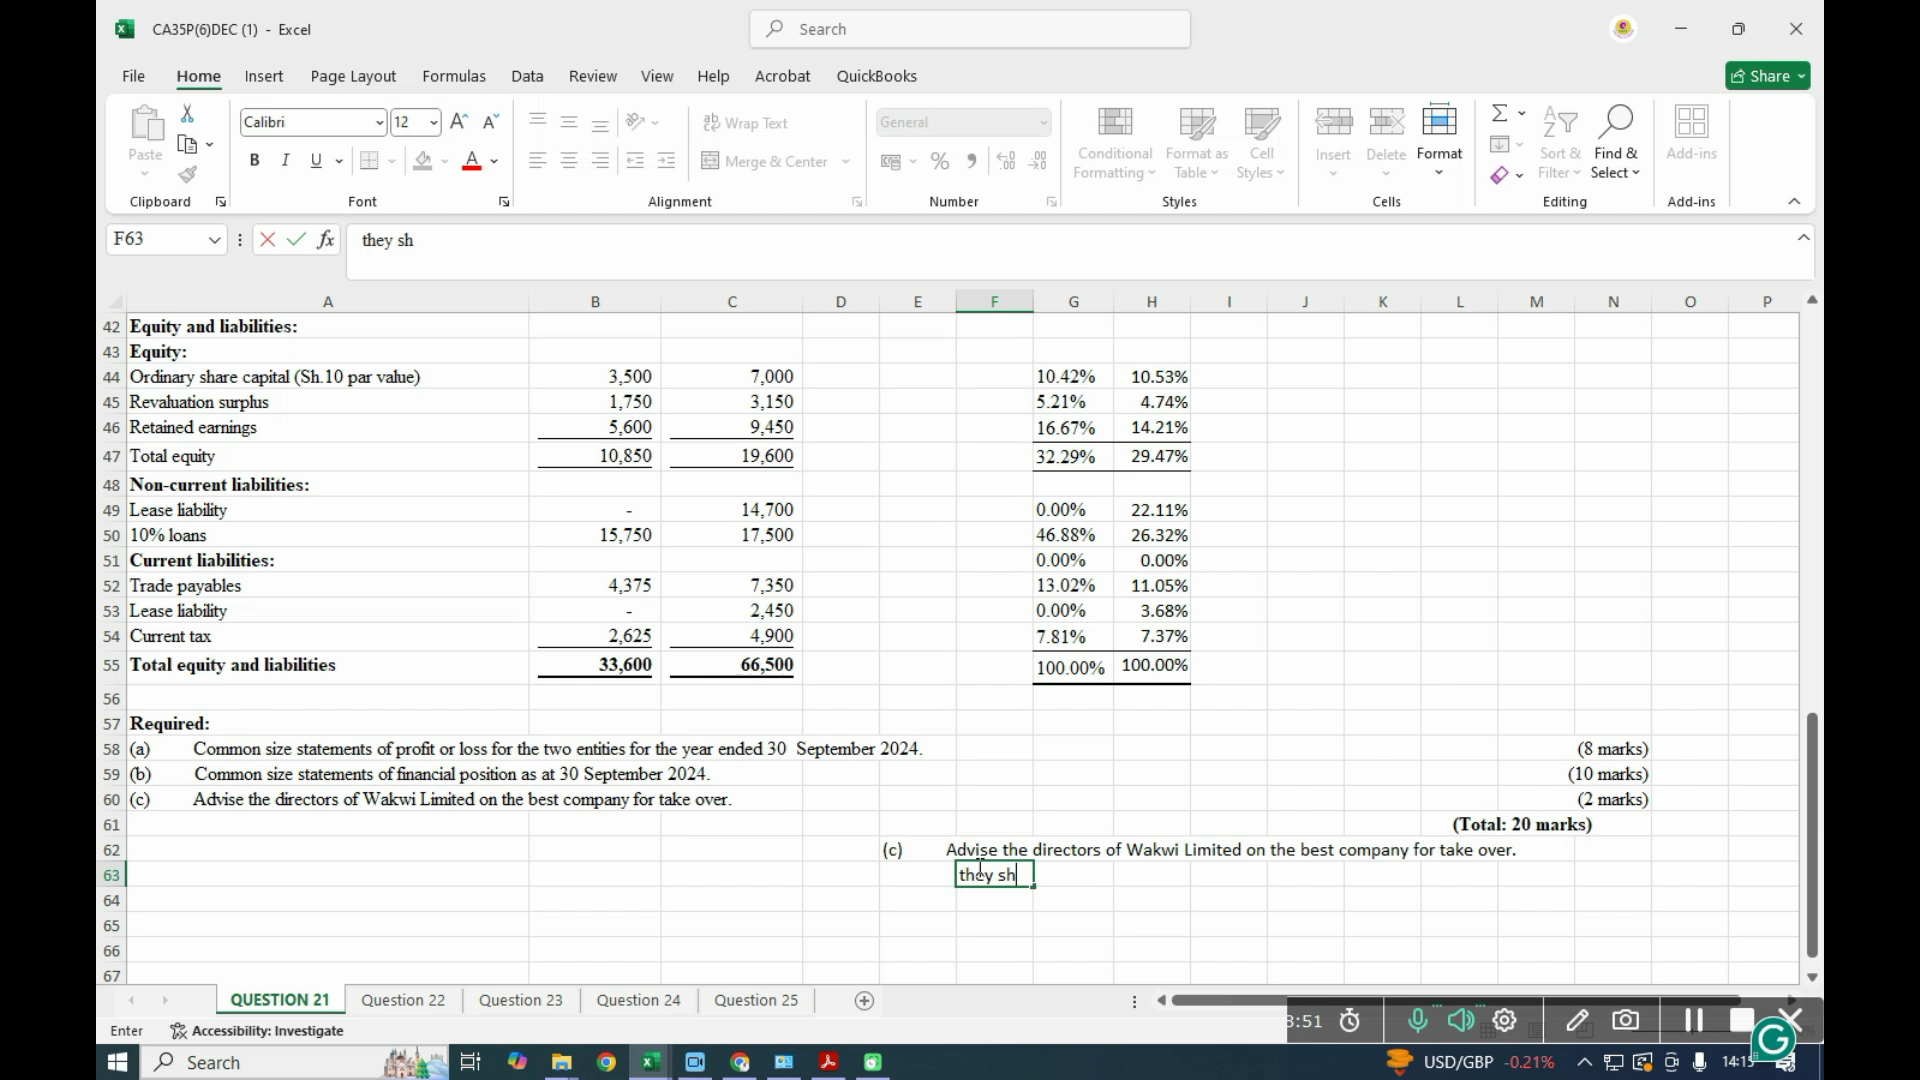 CA35P(6)DEC (1) - Excel
Search
File Home Insert Page Layout Formulas Data Review View Help Acrobat QuickBooks
Share
Paste
Calibri 12
B I U
Wrap Text
Merge & Center
General
Conditional Formatting
Format as Table
Cell Styles
Insert
Delete
Format
Sort & Filter
Find & Select
Add-ins
Clipboard Font Alignment Number Styles Cells Editing Add-ins
F63 fx they sh
A B C D E F G H I J K L M N O P
42 Equity and liabilities:
43 Equity:
44 Ordinary share capital (Sh.10 par value) 3,500 7,000 10.42% 10.53%
45 Revaluation surplus 1,750 3,150 5.21% 4.74%
46 Retained earnings 5,600 9,450 16.67% 14.21%
47 Total equity 10,850 19,600 32.29% 29.47%
48 Non-current liabilities:
49 Lease liability - 14,700 0.00% 22.11%
50 10% loans 15,750 17,500 46.88% 26.32%
51 Current liabilities: 0.00% 0.00%
52 Trade payables 4,375 7,350 13.02% 11.05%
53 Lease liability - 2,450 0.00% 3.68%
54 Current tax 2,625 4,900 7.81% 7.37%
55 Total equity and liabilities 33,600 66,500 100.00% 100.00%
56
57 Required:
58 (a) Common size statements of profit or loss for the two entities for the year ended 30 September 2024. (8 marks)
59 (b) Common size statements of financial position as at 30 September 2024. (10 marks)
60 (c) Advise the directors of Wakwi Limited on the best company for take over. (2 marks)
61 (Total: 20 marks)
62 (c) Advise the directors of Wakwi Limited on the best company for take over.
63 they sh
64
65
66
67
QUESTION 21 Question 22 Question 23 Question 24 Question 25
3:51
Enter Accessibility: Investigate
Search
USD/GBP -0.21%
14:15